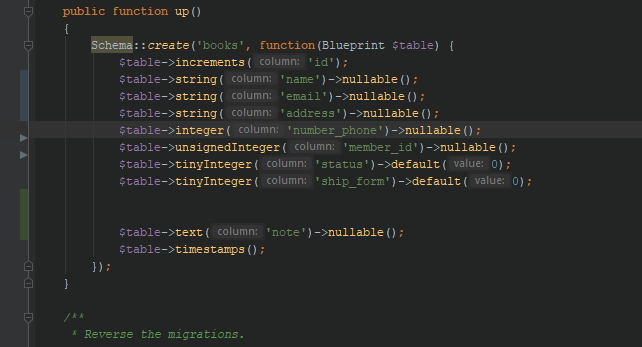 public function up()
{
Schema::create('books', function(Blueprint $table) {
$table->increments( column: 'id');
$table->string( column: 'name')->nullable();
$table->string( column: 'email')->nullable();
$table->string( column: 'address')->nullable();
$table->integer( column: 'number_phone')->nullable();
$table->unsignedInteger( column: 'member_id')->nullable();
$table->tinyInteger( column: 'status')->default( value: 0);
$table->tinyInteger( column: 'ship_form')->default( value: 0);
$table->text( column: 'note')->nullable();
$table->timestamps();
});
}
/**
* Reverse the migrations.